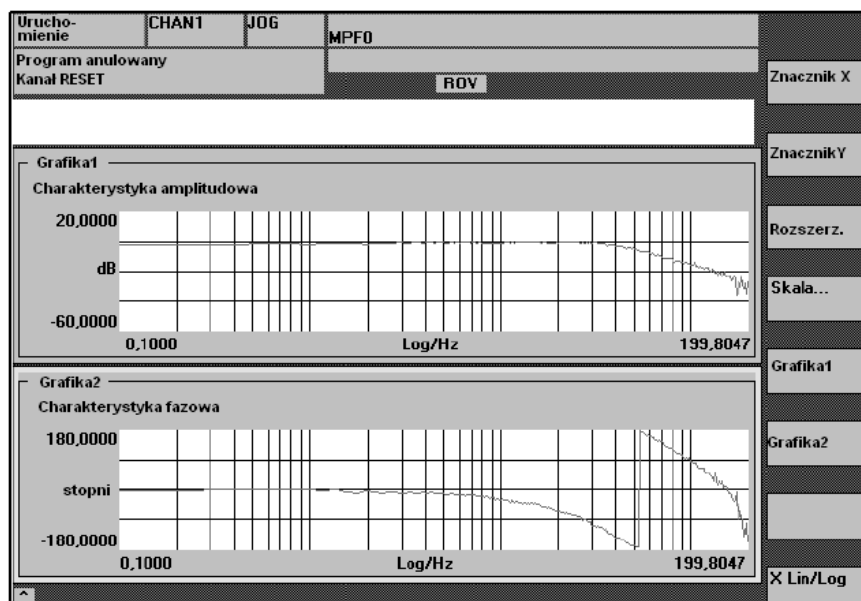 Urucho-
mienie
CHAN1
JOG
MPF0
Program anulowany
Kanał RESET
ROV
Znacznik X
ZnacznikY
Rozszerz.
Skala...
Grafika1
Grafika2
X Lin/Log
Grafika1
Charakterystyka amplitudowa
20,0000
dB
-60,0000
0,1000
Log/Hz
199,8047
Grafika2
Charakterystyka fazowa
180,0000
stopni
-180,0000
0,1000
Log/Hz
199,8047
^